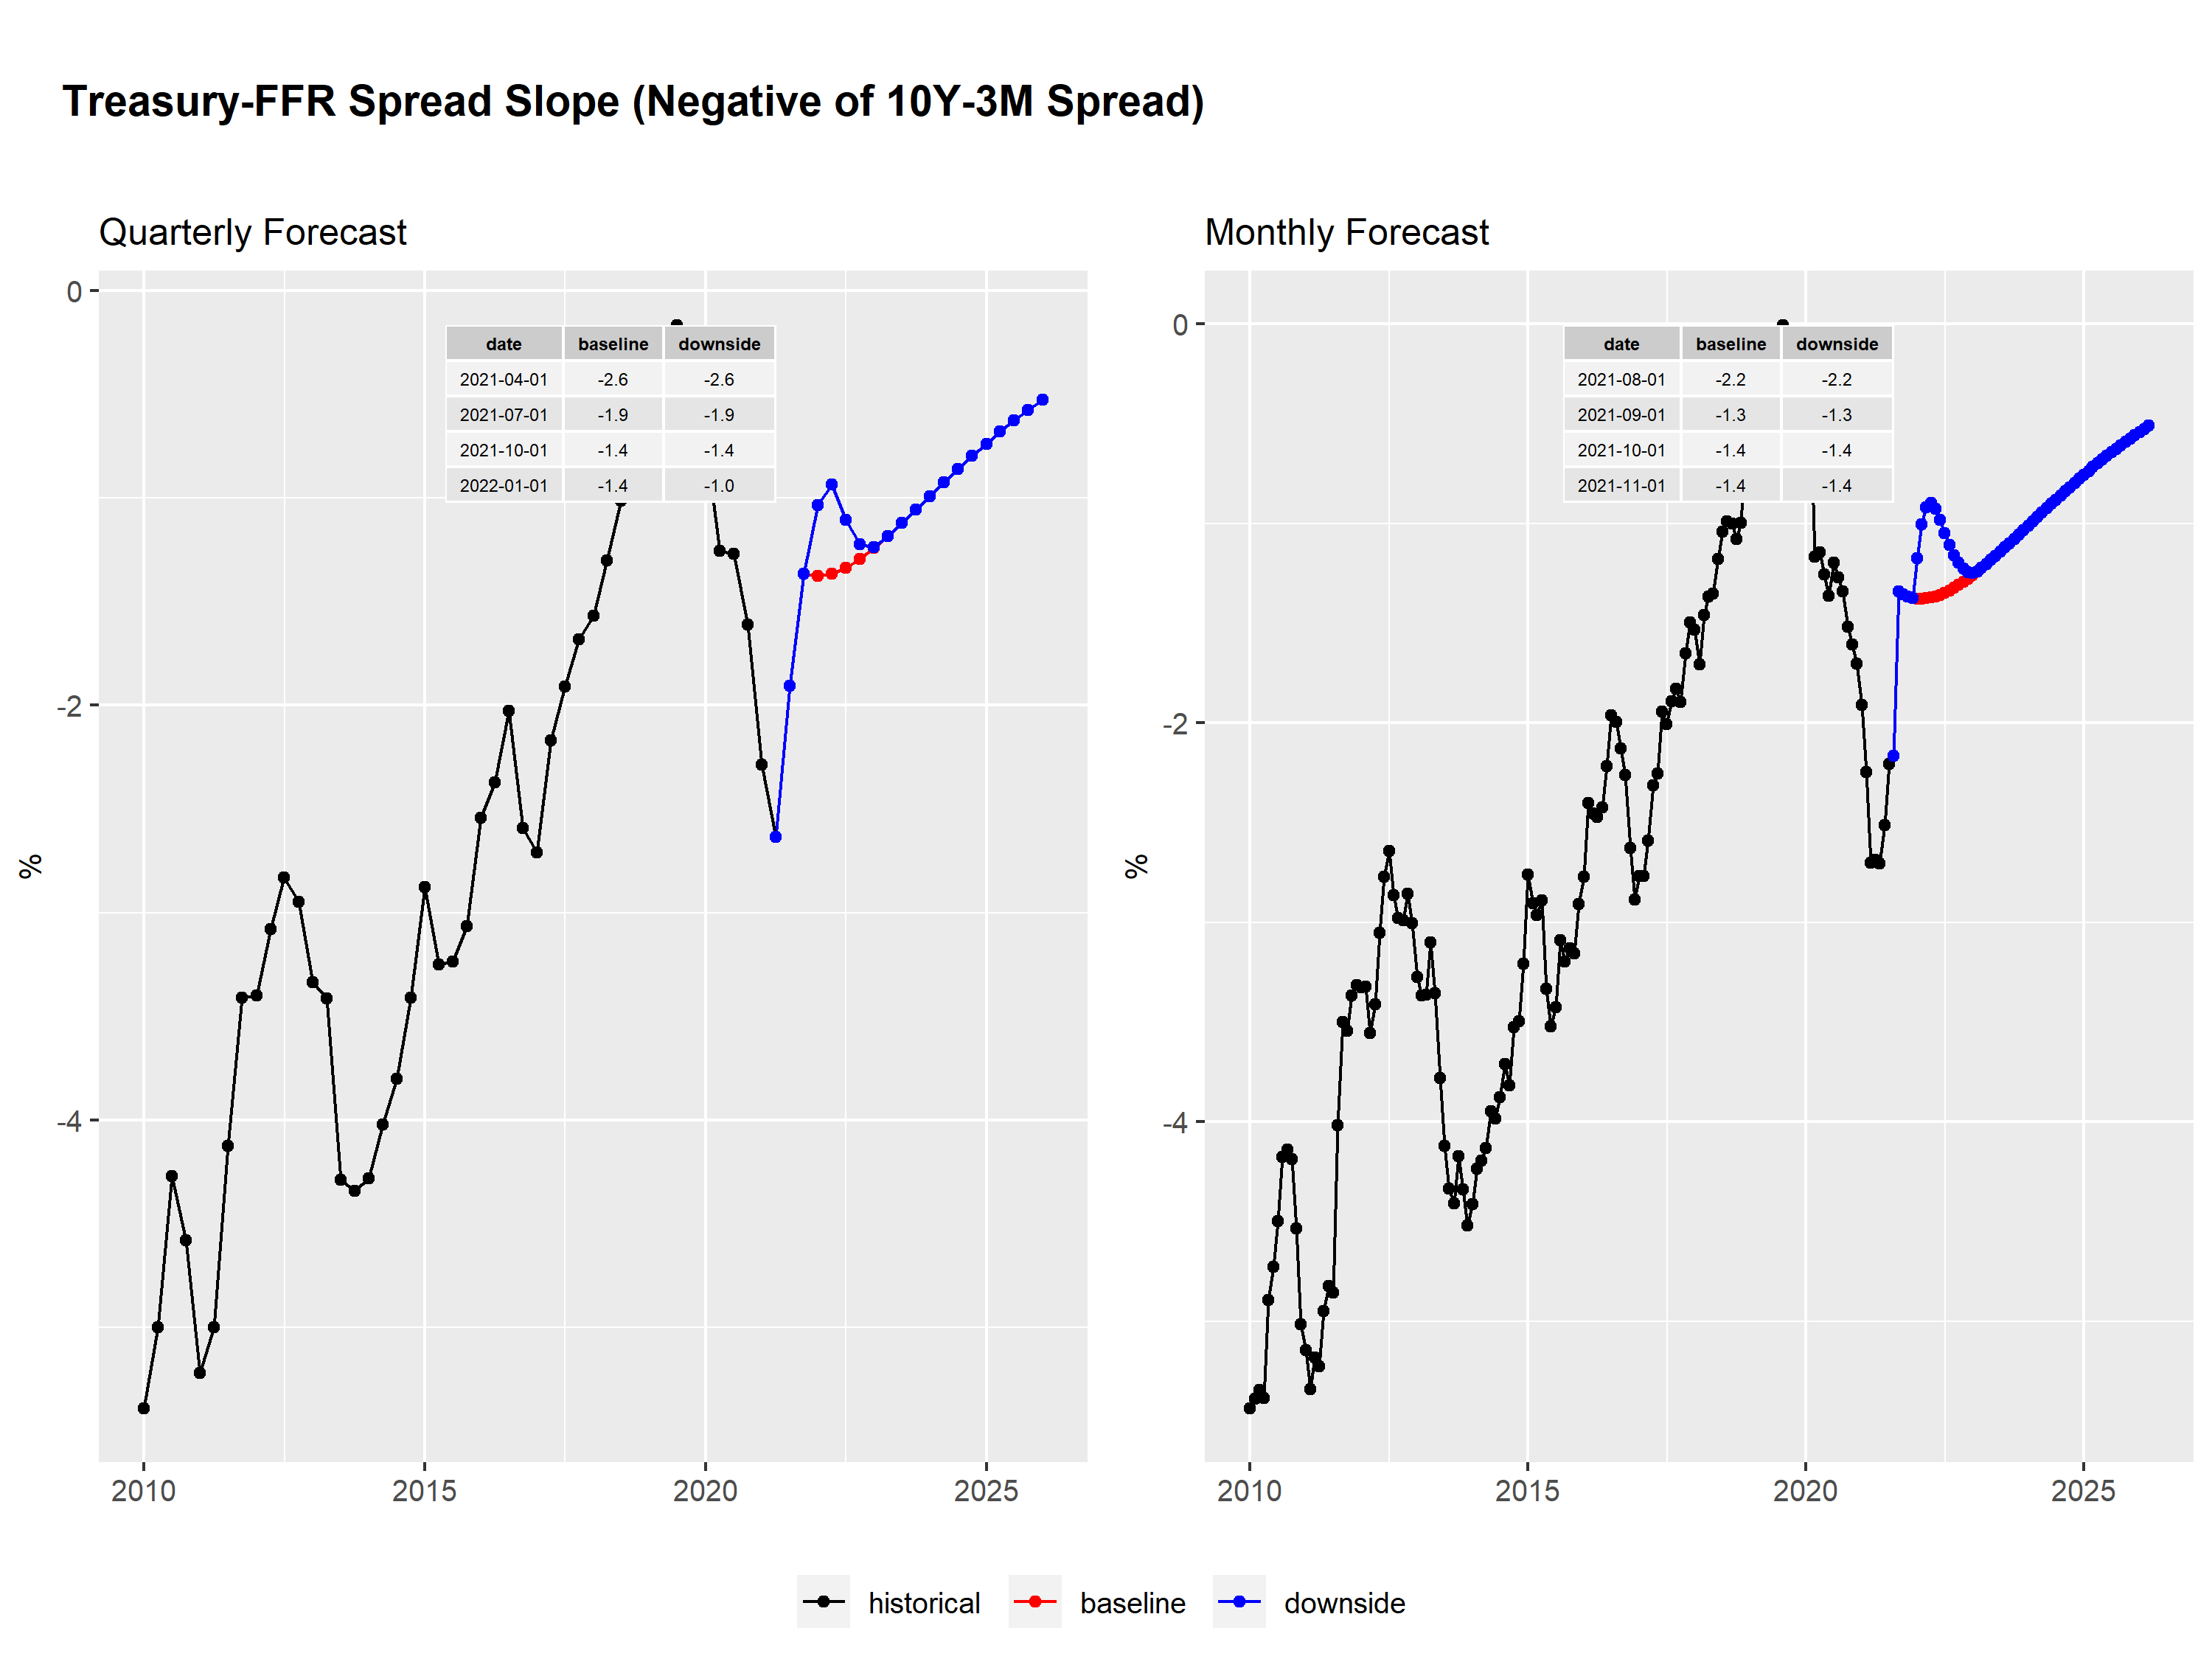 Treasury-FFR Spread Slope (Negative of 10Y-3M Spread)
Quarterly Forecast
%
0
-2
-4
date baseline downside
2021-04-01 -2.6 -2.6
2021-07-01 -1.9 -1.9
2021-10-01 -1.4 -1.4
2022-01-01 -1.4 -1.0
2010 2015 2020 2025
Monthly Forecast
%
0
-2
-4
date baseline downside
2021-08-01 -2.2 -2.2
2021-09-01 -1.3 -1.3
2021-10-01 -1.4 -1.4
2021-11-01 -1.4 -1.4
2010 2015 2020 2025
historical baseline downside